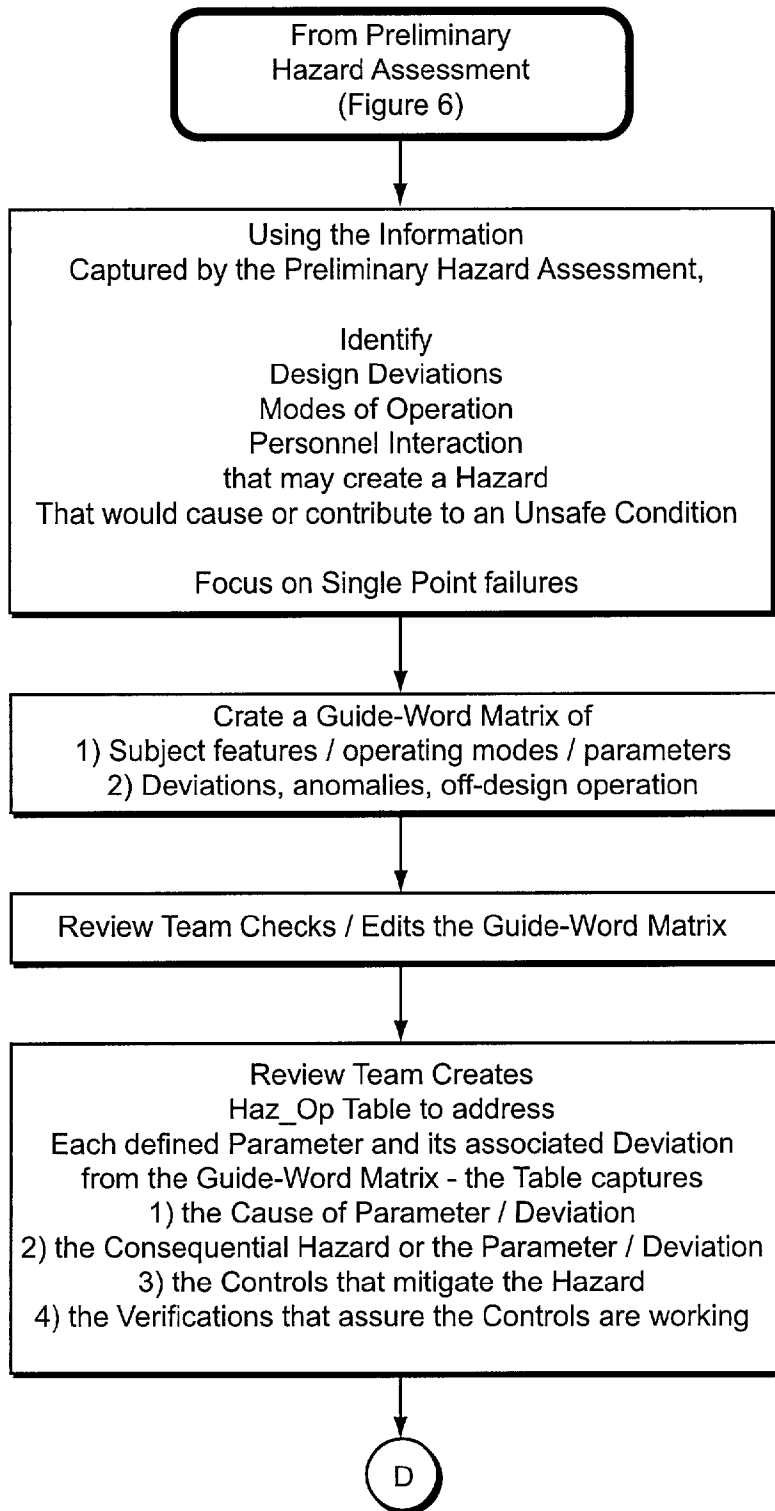 From Preliminary
Hazard Assessment
(Figure 6)
Using the Information
Captured by the Preliminary Hazard Assessment,
Identify
Design Deviations
Modes of Operation
Personnel Interaction
that may create a Hazard
That would cause or contribute to an Unsafe Condition
Focus on Single Point failures
Crate a Guide-Word Matrix of
1) Subject features / operating modes / parameters
2) Deviations, anomalies, off-design operation
Review Team Checks / Edits the Guide-Word Matrix
Review Team Creates
Haz_Op Table to address
Each defined Parameter and its associated Deviation
from the Guide-Word Matrix - the Table captures
1) the Cause of Parameter / Deviation
2) the Consequential Hazard or the Parameter / Deviation
3) the Controls that mitigate the Hazard
4) the Verifications that assure the Controls are working
D